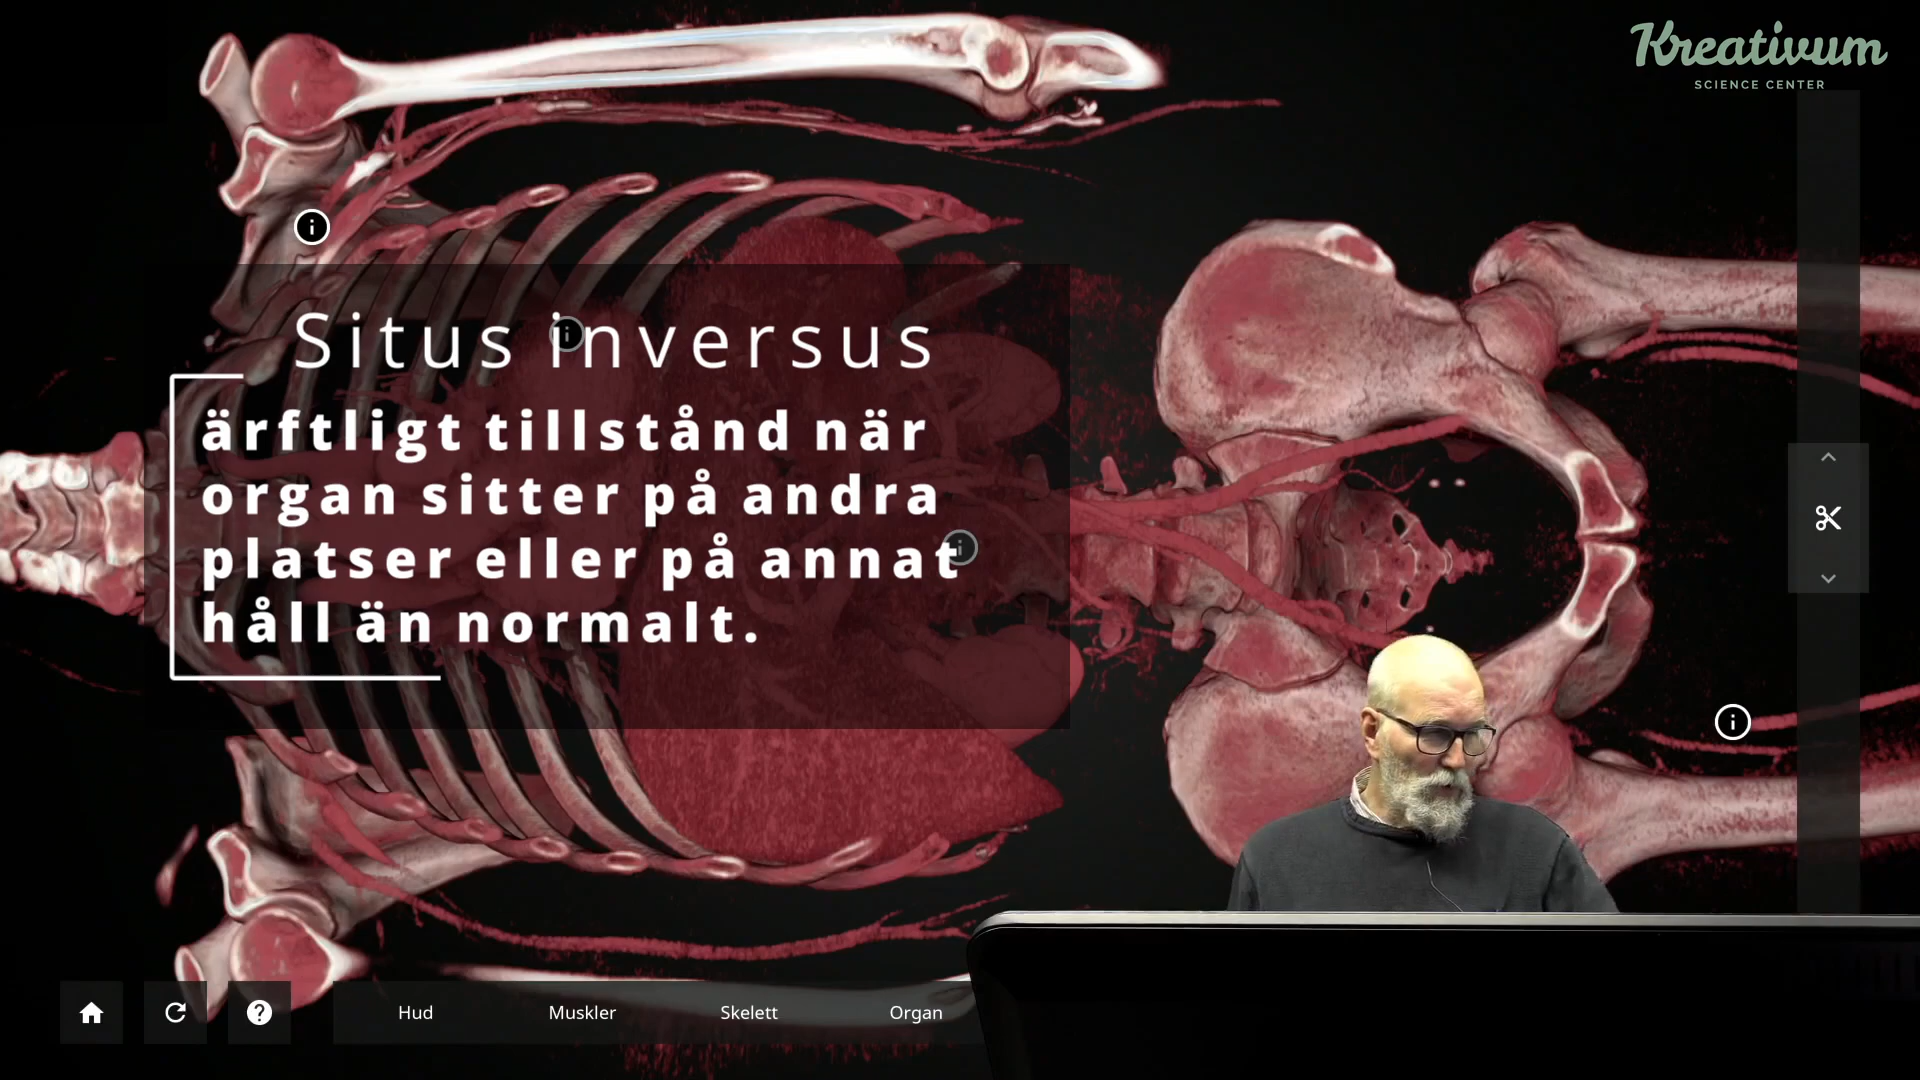 Kreativum
SCIENCE CENTER
Situs inversus
ärftligt tillstånd när
organ sitter på andra
platser eller på annat
håll än normalt.
Hud
Muskler
Skelett
Organ